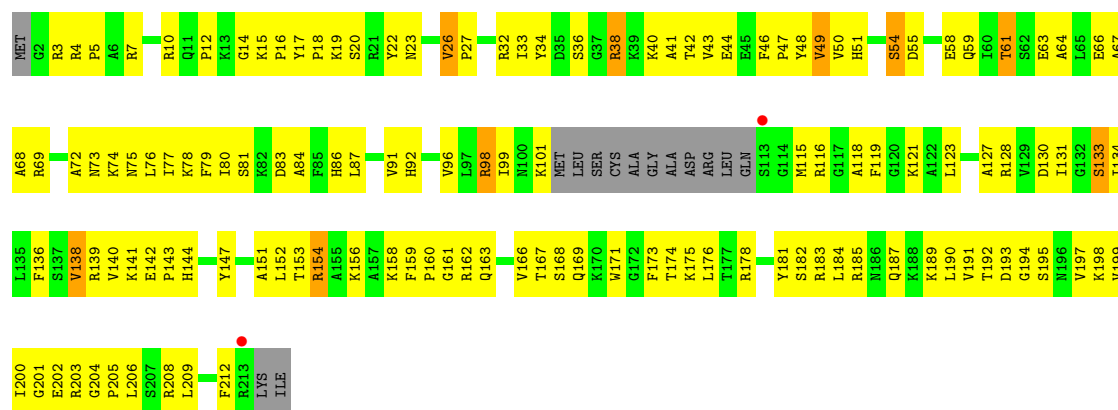 MET G2 R3 R4 P5 A6 R7 R10 Q11 P12 K13 G14 K15 P16 Y17 P18 K19 S20 R21 Y22 N23 V26 P27 R32 I33 Y34 D35 S36 G37 R38 K39 K40 A41 T42 V43 E44 E45 F46 P47 Y48 V49 V50 H51 S54 D55 E58 Q59 I60 T61 S62 E63 A64 L65 E66 A67
A68 R69 A72 N73 K74 N75 L76 I77 K78 F79 I80 S81 K82 D83 A84 F85 H86 L87 V91 H92 V96 L97 R98 I99 N100 K101 MET LEU SER CYS ALA GLY ALA ASP ARG LEU GLN S113 G114 M115 R116 G117 A118 F119 G120 K121 A122 L123 A127 R128 V129 D130 I131 G132 S133
L135 F136 S137 V138 R139 V140 K141 E142 P143 H144 Y147 A151 L152 T153 R154 A155 K156 A157 K158 F159 P160 G161 R162 Q163 V166 T167 S168 Q169 K170 W171 G172 F173 T174 K175 L176 T177 R178 Y181 S182 R183 L184 R185 N186 Q187 K188 K189 L190 V191 T192 D193 G194 S195 N196 V197 K198
I200 G201 E202 R203 G204 P205 L206 S207 R208 L209 F212 R213 LYS ILE